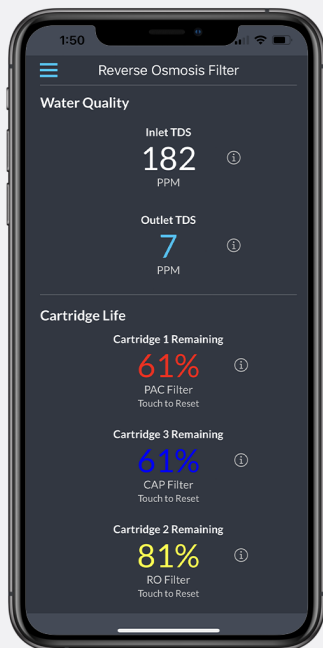 1:50
Reverse Osmosis Filter
Water Quality
Inlet TDS
182
PPM
Outlet TDS
7
PPM
Cartridge Life
Cartridge 1 Remaining
61%
PAC Filter
Touch to Reset
Cartridge 3 Remaining
61%
CAP Filter
Touch to Reset
Cartridge 2 Remaining
81%
RO Filter
Touch to Reset